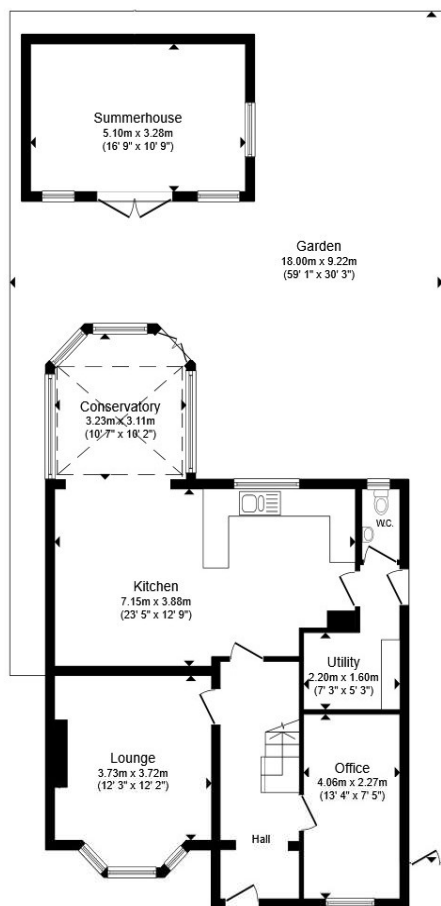 Summerhouse
5.10m x 3.28m
(16' 9" x 10' 9")
Garden
18.00m x 9.22m
(59' 1" x 30' 3")
Conservatory
3.23m x 3.11m
(10' 7" x 10' 2")
W.C.
Kitchen
7.15m x 3.88m
(23' 5" x 12' 9")
Utility
2.20m x 1.60m
(7' 3" x 5' 3")
Lounge
3.73m x 3.72m
(12' 3" x 12' 2")
Office
4.06m x 2.27m
(13' 4" x 7' 5")
Hall